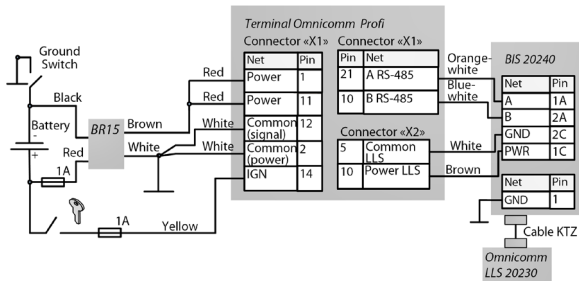 Terminal Omnicomm Profi
Connector «X1»
Net Pin
Power 1
Power 11
Common (signal) 12
Common (power) 2
IGN 14
Connector «X1»
Pin Net
21 A RS-485
10 B RS-485
Connector «X2»
5 Common LLS
10 Power LLS
Ground
Switch
Black
Battery
-
+
Red
1A
BR15
Brown
White
Red
Red
White
White
1A
Yellow
Orange-
white
Blue-
white
White
Brown
BIS 20240
Net Pin
A 1A
B 2A
GND 2C
PWR 1C
Net Pin
GND 1
Cable KTZ
Omnicomm
LLS 20230